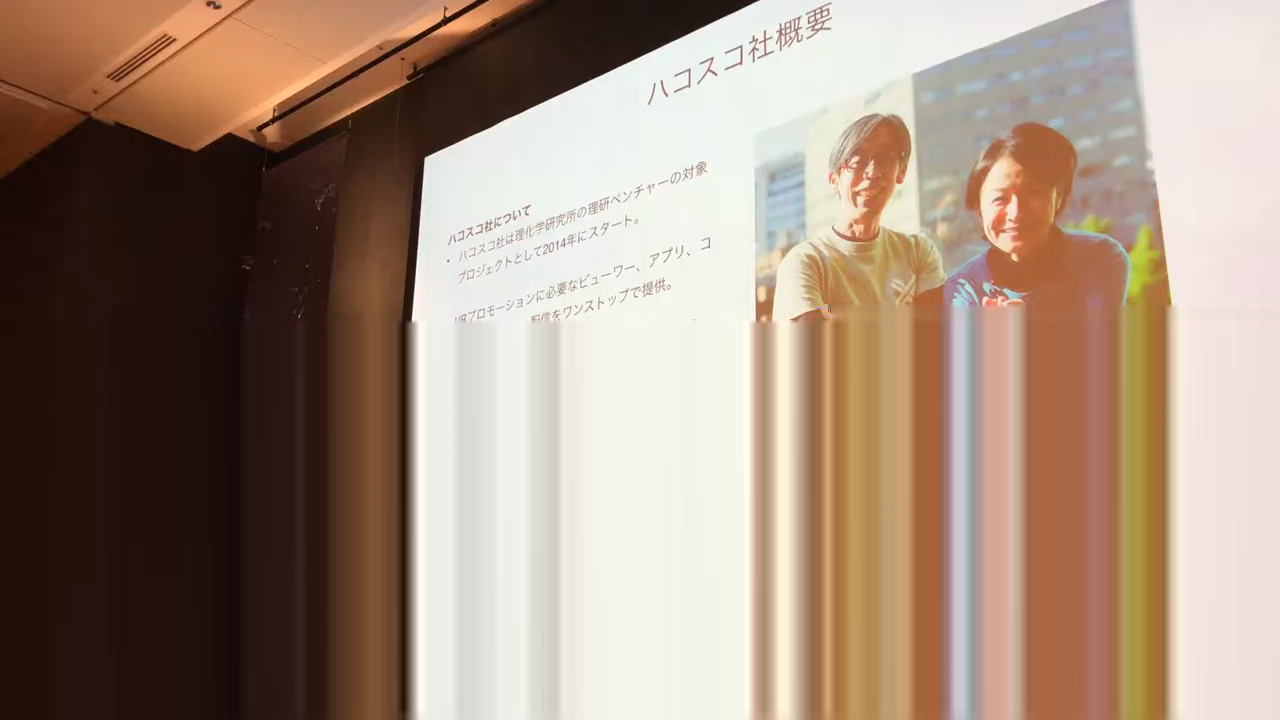 ハコスコ社概要
ハコスコ社について
• ハコスコ社は理化学研究所の理研ベンチャーの対象
プロジェクトとして2014年にスタート。
VRプロモーションに必要なビューワー、アプリ、コ
配信をワンストップで提供。